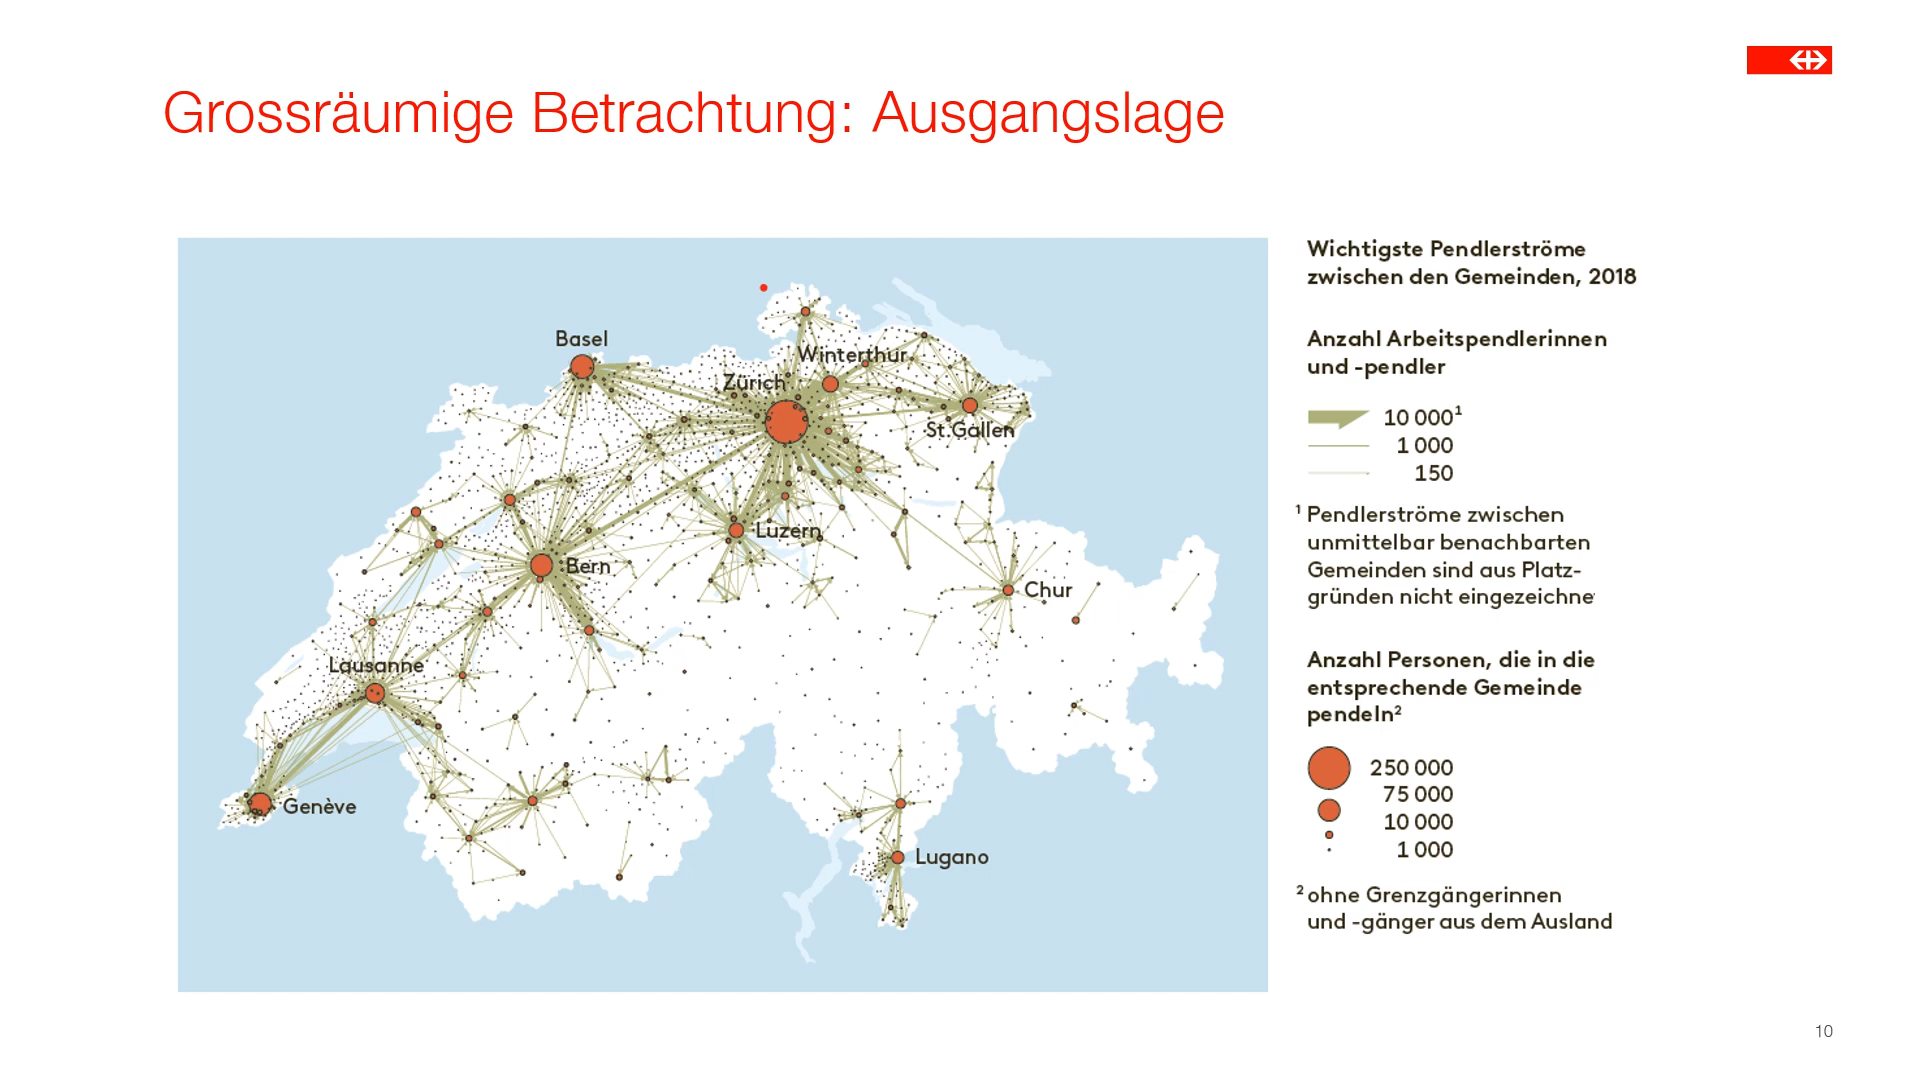 Grossräumige Betrachtung: Ausgangslage
Basel
Winterthur
Zürich
St.Gallen
Luzern
Bern
Chur
Lausanne
Genève
Lugano
Wichtigste Pendlerströme
zwischen den Gemeinden, 2018
Anzahl Arbeitspendlerinnen
und -pendler
10 000¹
1 000
150
¹ Pendlerströme zwischen
unmittelbar benachbarten
Gemeinden sind aus Platz-
gründen nicht eingezeichne
Anzahl Personen, die in die
entsprechende Gemeinde
pendeln²
250 000
75 000
10 000
1 000
² ohne Grenzgängerinnen
und -gänger aus dem Ausland
10